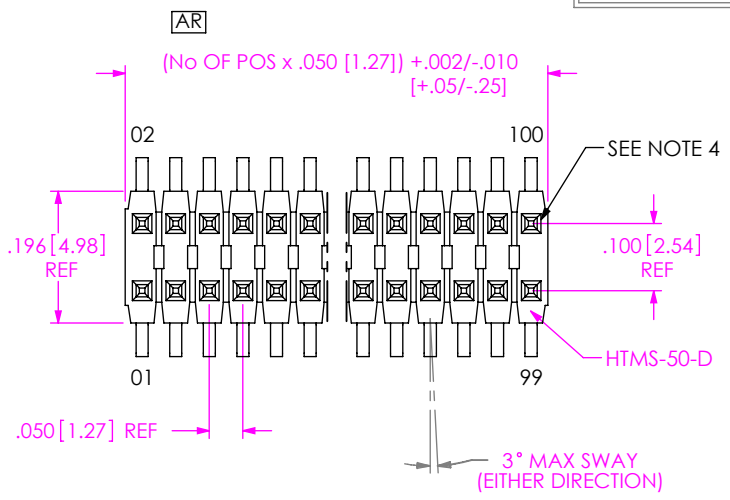 AR
(No OF POS x .050 [1.27]) +.002/-.010
[+.05/-.25]
02
100
SEE NOTE 4
.196 [4.98]
REF
.100 [2.54]
REF
HTMS-50-D
01
99
.050 [1.27] REF
3° MAX SWAY
(EITHER DIRECTION)